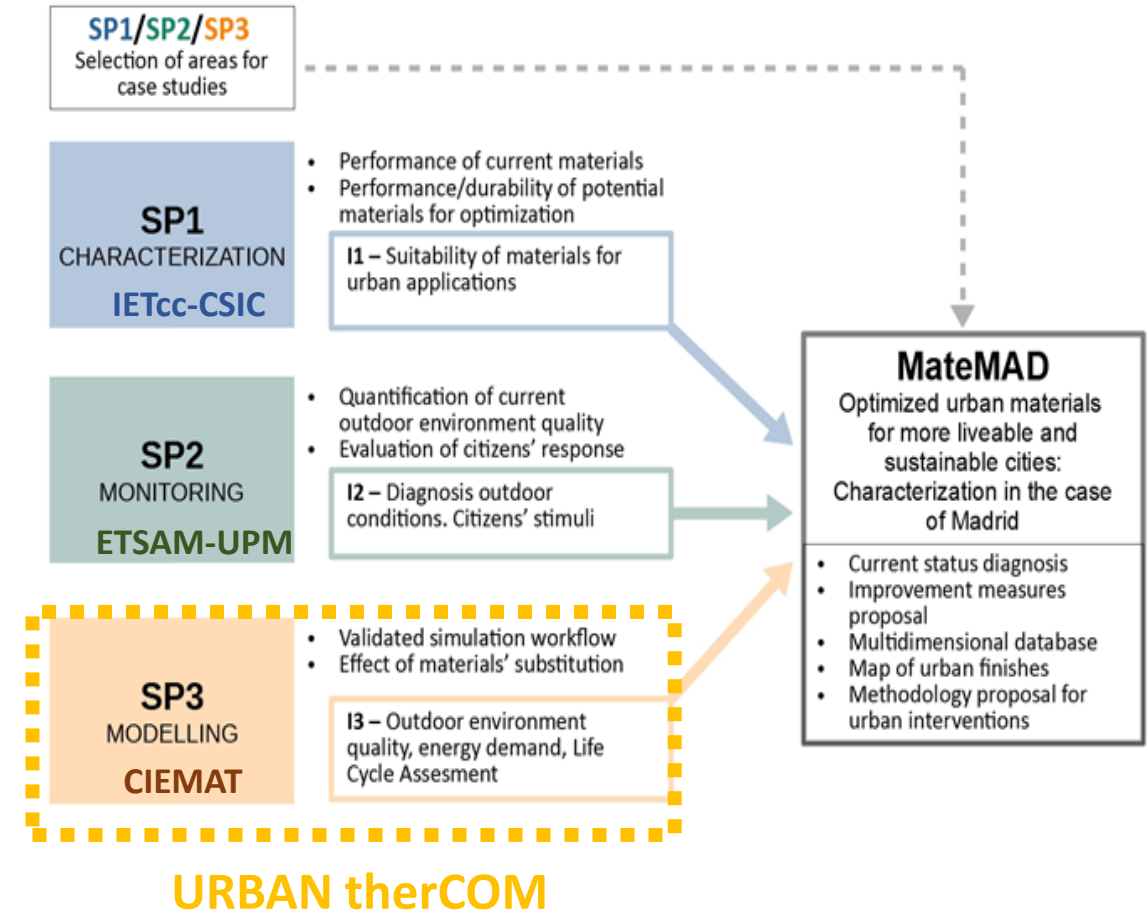 SP1/SP2/SP3
Selection of areas for
case studies
SP1
CHARACTERIZATION
IETcc-CSIC
• Performance of current materials
• Performance/durability of potential
materials for optimization
I1 – Suitability of materials for
urban applications
SP2
MONITORING
ETSAM-UPM
• Quantification of current
outdoor environment quality
• Evaluation of citizens' response
I2 – Diagnosis outdoor
conditions. Citizens' stimuli
SP3
MODELLING
CIEMAT
• Validated simulation workflow
• Effect of materials' substitution
I3 – Outdoor environment
quality, energy demand, Life
Cycle Assesment
MateMAD
Optimized urban materials
for more liveable and
sustainable cities:
Characterization in the case
of Madrid
• Current status diagnosis
• Improvement measures
proposal
• Multidimensional database
• Map of urban finishes
• Methodology proposal for
urban interventions
URBAN therCOM